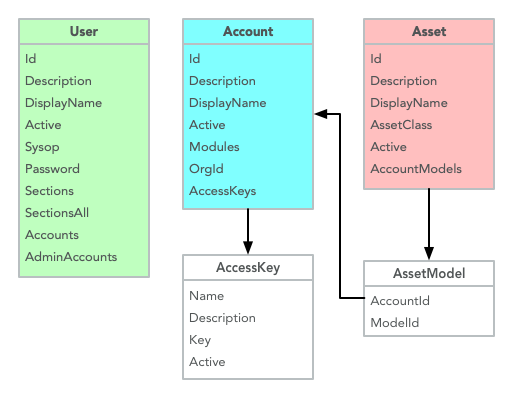 User
Id
Description
DisplayName
Active
Sysop
Password
Sections
SectionsAll
Accounts
AdminAccounts
Account
Id
Description
DisplayName
Active
Modules
OrgId
AccessKeys
Asset
Id
Description
DisplayName
AssetClass
Active
AccountModels
AccessKey
Name
Description
Key
Active
AssetModel
AccountId
ModelId